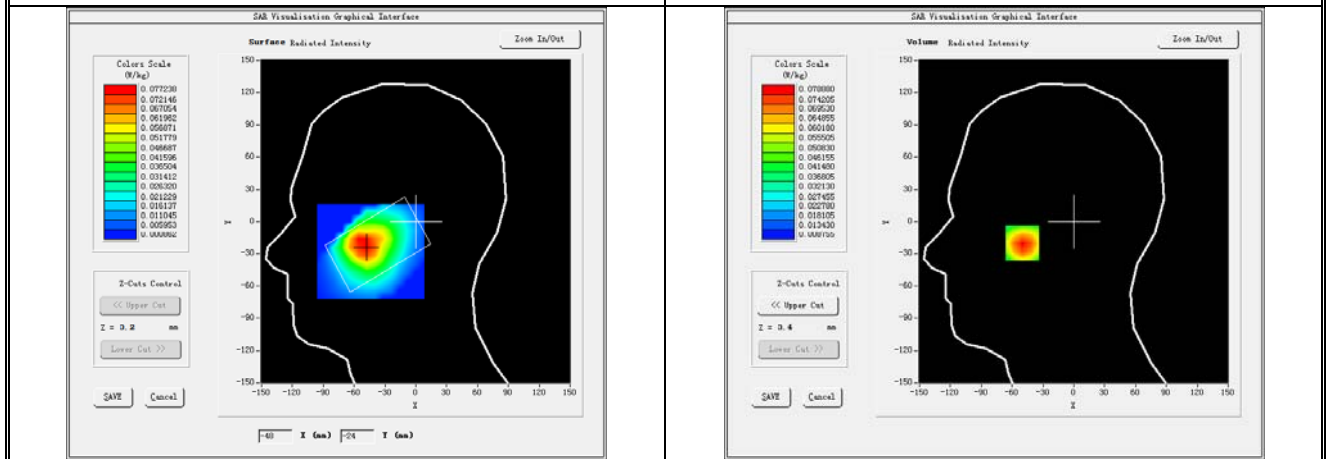 SAR Visualisation Graphical Interface
Surface Radiated Intensity
Zoom In/Out
Colors Scale
(W/kg)
0.077238
0.072146
0.067054
0.061962
0.056871
0.051779
0.046687
0.041596
0.036504
0.031412
0.026320
0.021229
0.016137
0.011045
0.005953
0.000862
Z-Cuts Control
<< Upper Cut
Z = 3.2 mm
Lower Cut >>
SAVE Cancel
Y
150
120
90
60
30
0
-30
-60
-90
-120
-150
-150 -120 -90 -60 -30 0 30 60 90 120 150
X
-48 X (mm) -24 Y (mm)
SAR Visualisation Graphical Interface
Volume Radiated Intensity
Zoom In/Out
Colors Scale
(W/kg)
0.078880
0.074205
0.069530
0.064855
0.060180
0.055505
0.050830
0.046155
0.041480
0.036805
0.032130
0.027455
0.022780
0.018105
0.013430
0.008755
Z-Cuts Control
<< Upper Cut
Z = 3.4 mm
Lower Cut >>
SAVE Cancel
Y
150
120
90
60
30
0
-30
-60
-90
-120
-150
-150 -120 -90 -60 -30 0 30 60 90 120 150
X